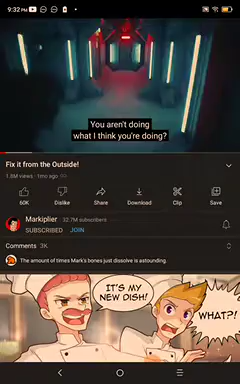 9:32 PM
You aren't doing
what I think you're doing?
Fix it from the Outside!
1.8M views · 1mo ago
60K
Dislike
Share
Download
Clip
Save
Markiplier 32.7M subscribers
SUBSCRIBED JOIN
Comments 3K
The amount of times Mark's bones just dissolve is astounding.
IT'S MY
NEW DISH!
WHAT?!